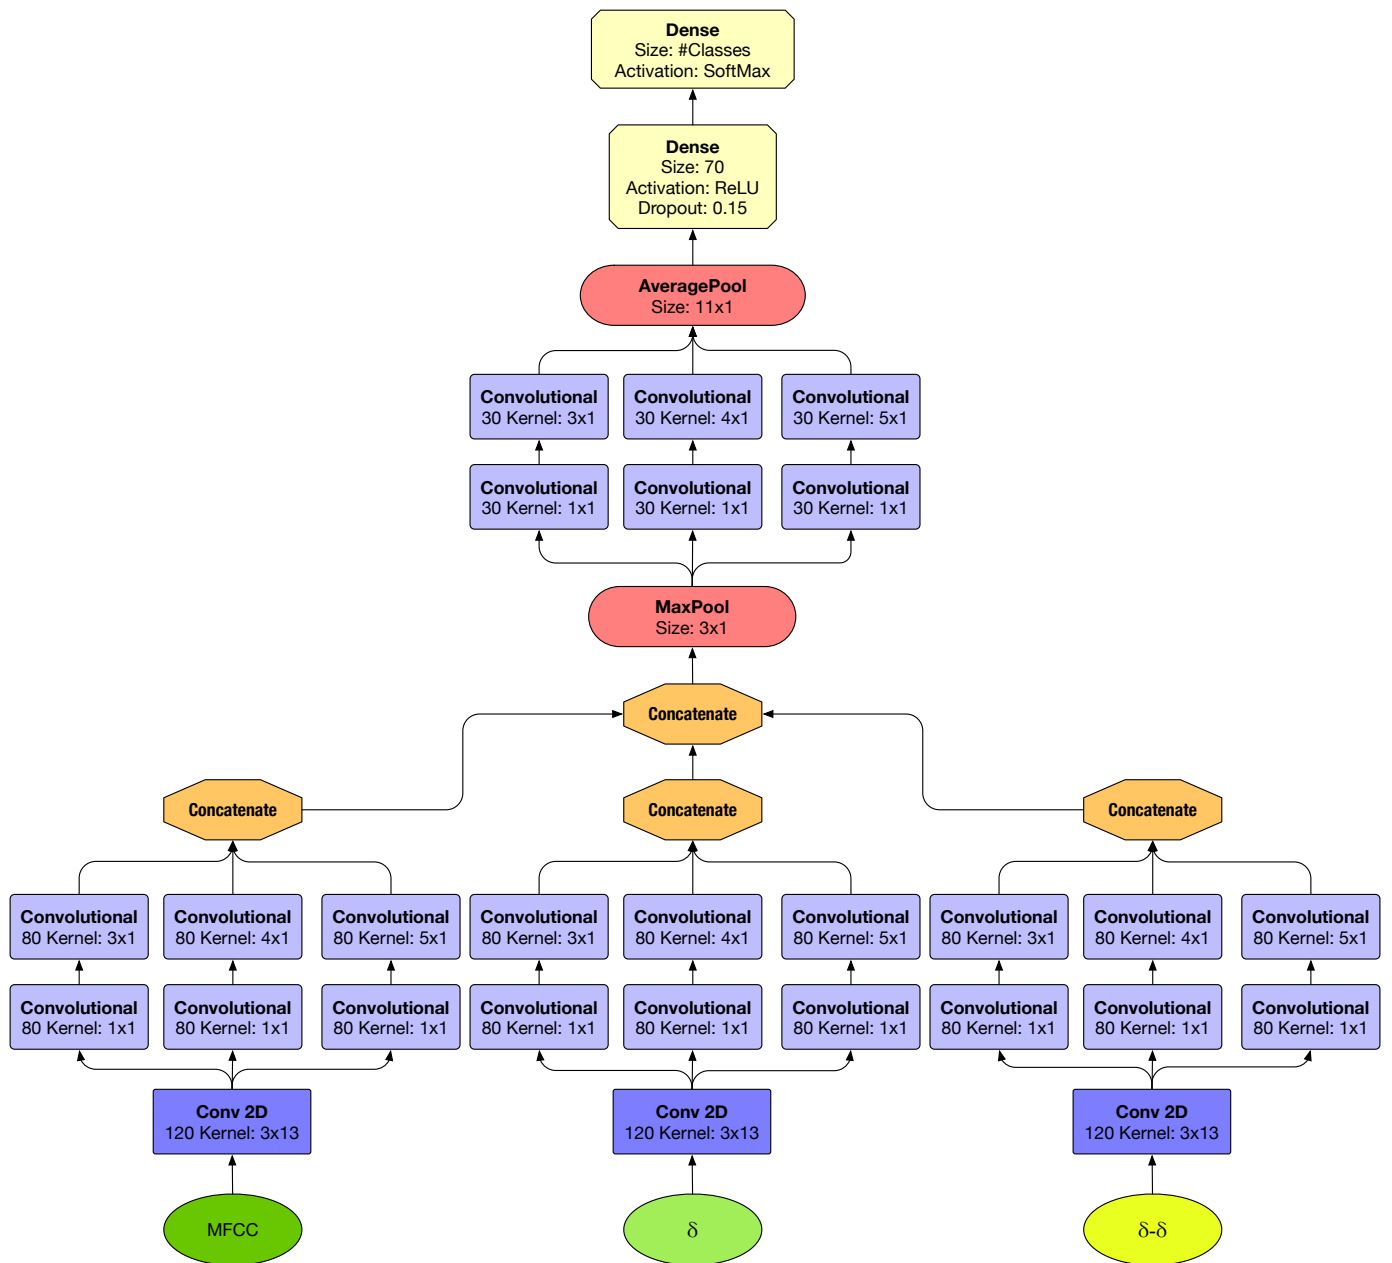 Dense
Size: #Classes
Activation: SoftMax
Dense
Size: 70
Activation: ReLU
Dropout: 0.15
AveragePool
Size: 11x1
Convolutional
30 Kernel: 3x1
Convolutional
30 Kernel: 4x1
Convolutional
30 Kernel: 5x1
Convolutional
30 Kernel: 1x1
Convolutional
30 Kernel: 1x1
Convolutional
30 Kernel: 1x1
MaxPool
Size: 3x1
Concatenate
Concatenate
Concatenate
Concatenate
Convolutional
80 Kernel: 3x1
Convolutional
80 Kernel: 4x1
Convolutional
80 Kernel: 5x1
Convolutional
80 Kernel: 3x1
Convolutional
80 Kernel: 4x1
Convolutional
80 Kernel: 5x1
Convolutional
80 Kernel: 3x1
Convolutional
80 Kernel: 4x1
Convolutional
80 Kernel: 5x1
Convolutional
80 Kernel: 1x1
Convolutional
80 Kernel: 1x1
Convolutional
80 Kernel: 1x1
Convolutional
80 Kernel: 1x1
Convolutional
80 Kernel: 1x1
Convolutional
80 Kernel: 1x1
Convolutional
80 Kernel: 1x1
Convolutional
80 Kernel: 1x1
Convolutional
80 Kernel: 1x1
Conv 2D
120 Kernel: 3x13
Conv 2D
120 Kernel: 3x13
Conv 2D
120 Kernel: 3x13
MFCC
δ
δ-δ